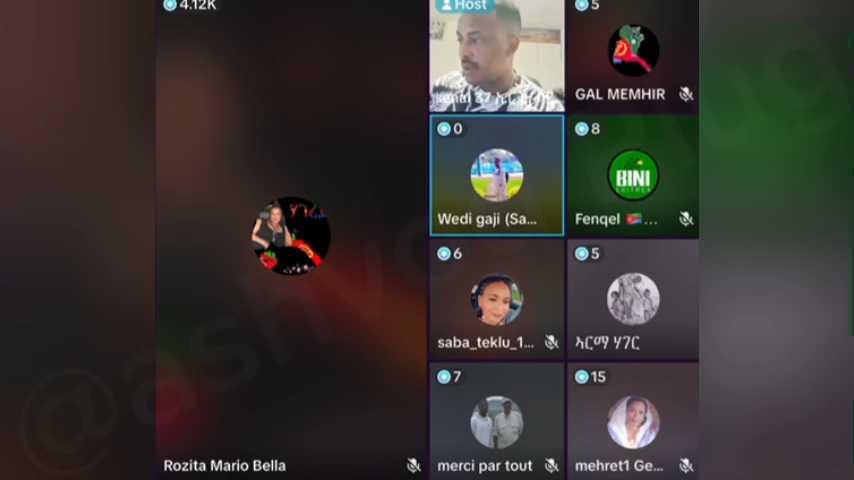 4.12K
Host
5
GAL MEMHIR
0
Wedi gaji (Sa...
8
BINI
ERITREA
Fenqel 🇪🇷...
6
saba_teklu_1...
5
ኣርማ ሃገር
7
merci par tout
15
mehret1 Ge...
Rozita Mario Bella